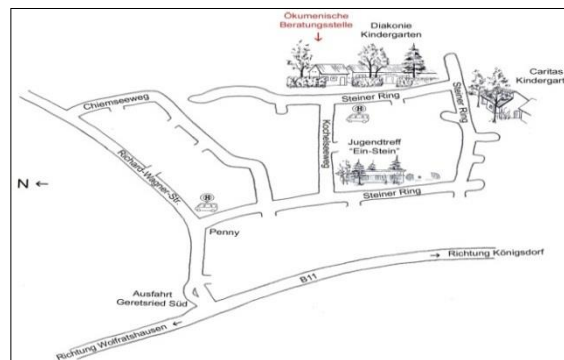 Ökumenische
Beratungsstelle
Diakonie
Kindergarten
Caritas
Kindergart
Chiemseeweg
Steiner Ring
Steiner Ring
H
Kochelseeweg
Jugendtreff
"Ein-Stein"
Richard-Wagner-Str.
N ←
H
Steiner Ring
Penny
Richtung Königsdorf
B11
Ausfahrt
Geretsried Süd
Richtung Wolfratshausen